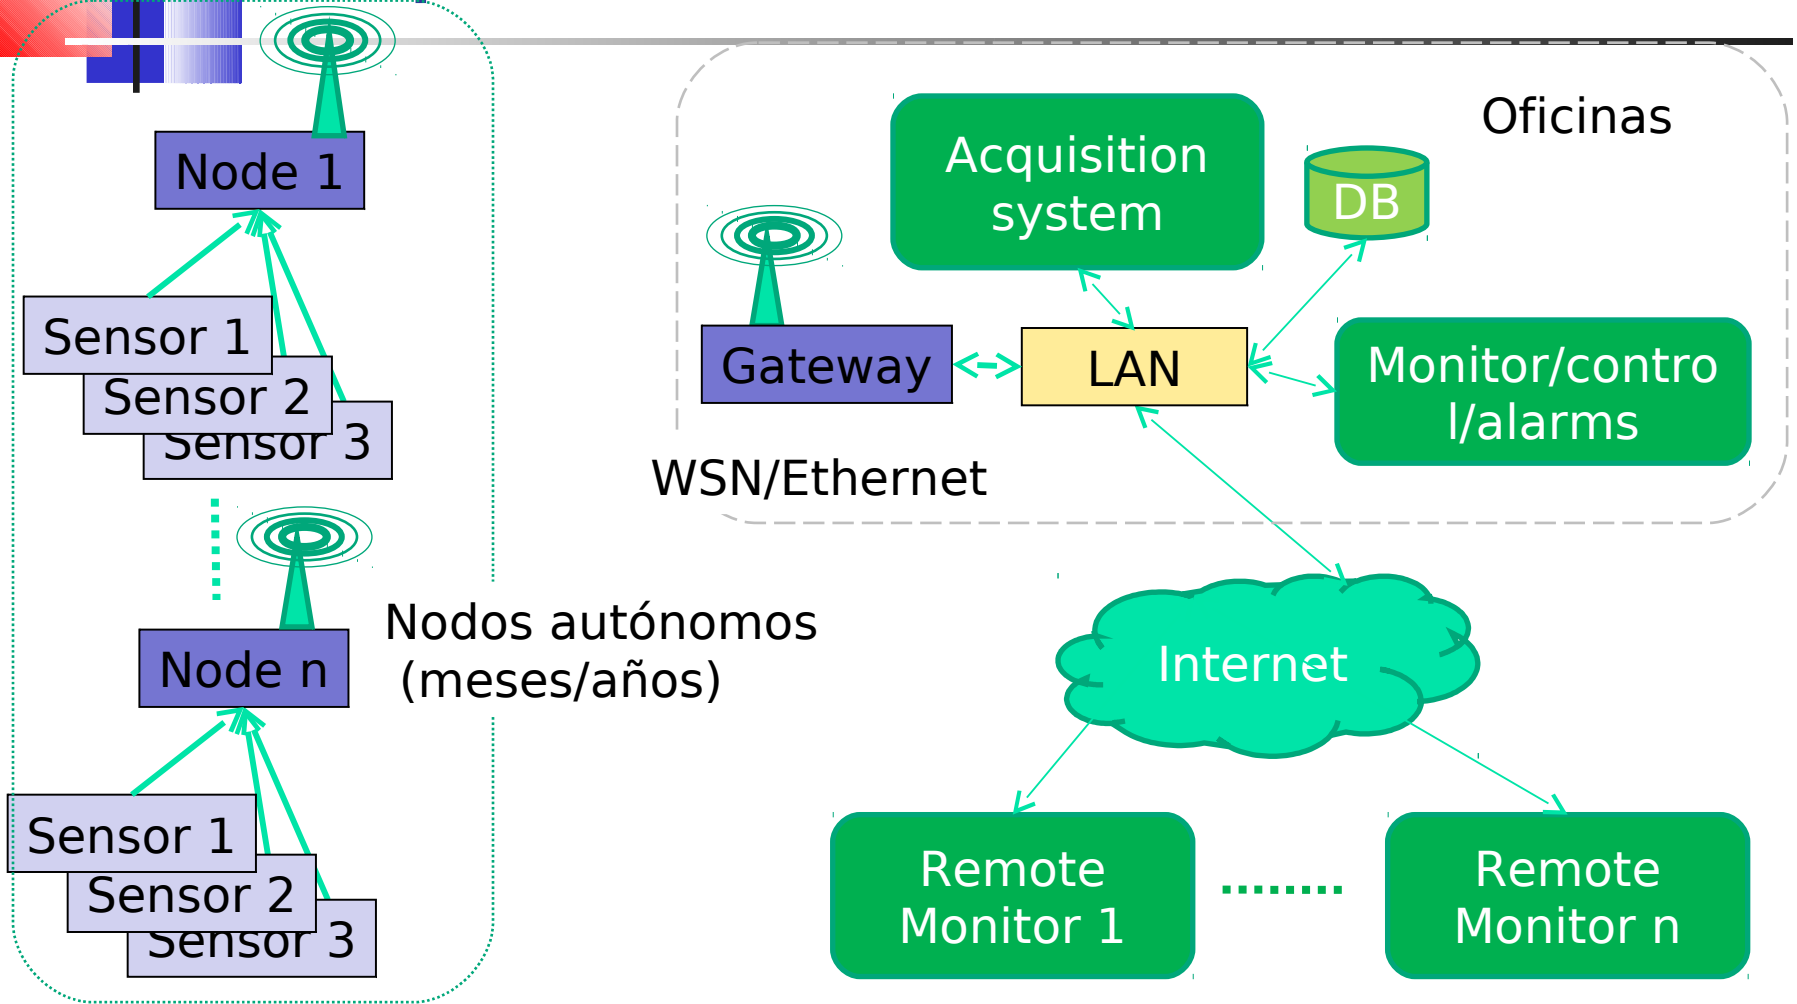 Node 1
Sensor 1
Sensor 2
Sensor 3
Node n
Sensor 1
Sensor 2
Sensor 3
Nodos autónomos
(meses/años)
Oficinas
Acquisition
system
DB
Gateway
LAN
Monitor/contro
l/alarms
WSN/Ethernet
Internet
Remote
Monitor 1
Remote
Monitor n